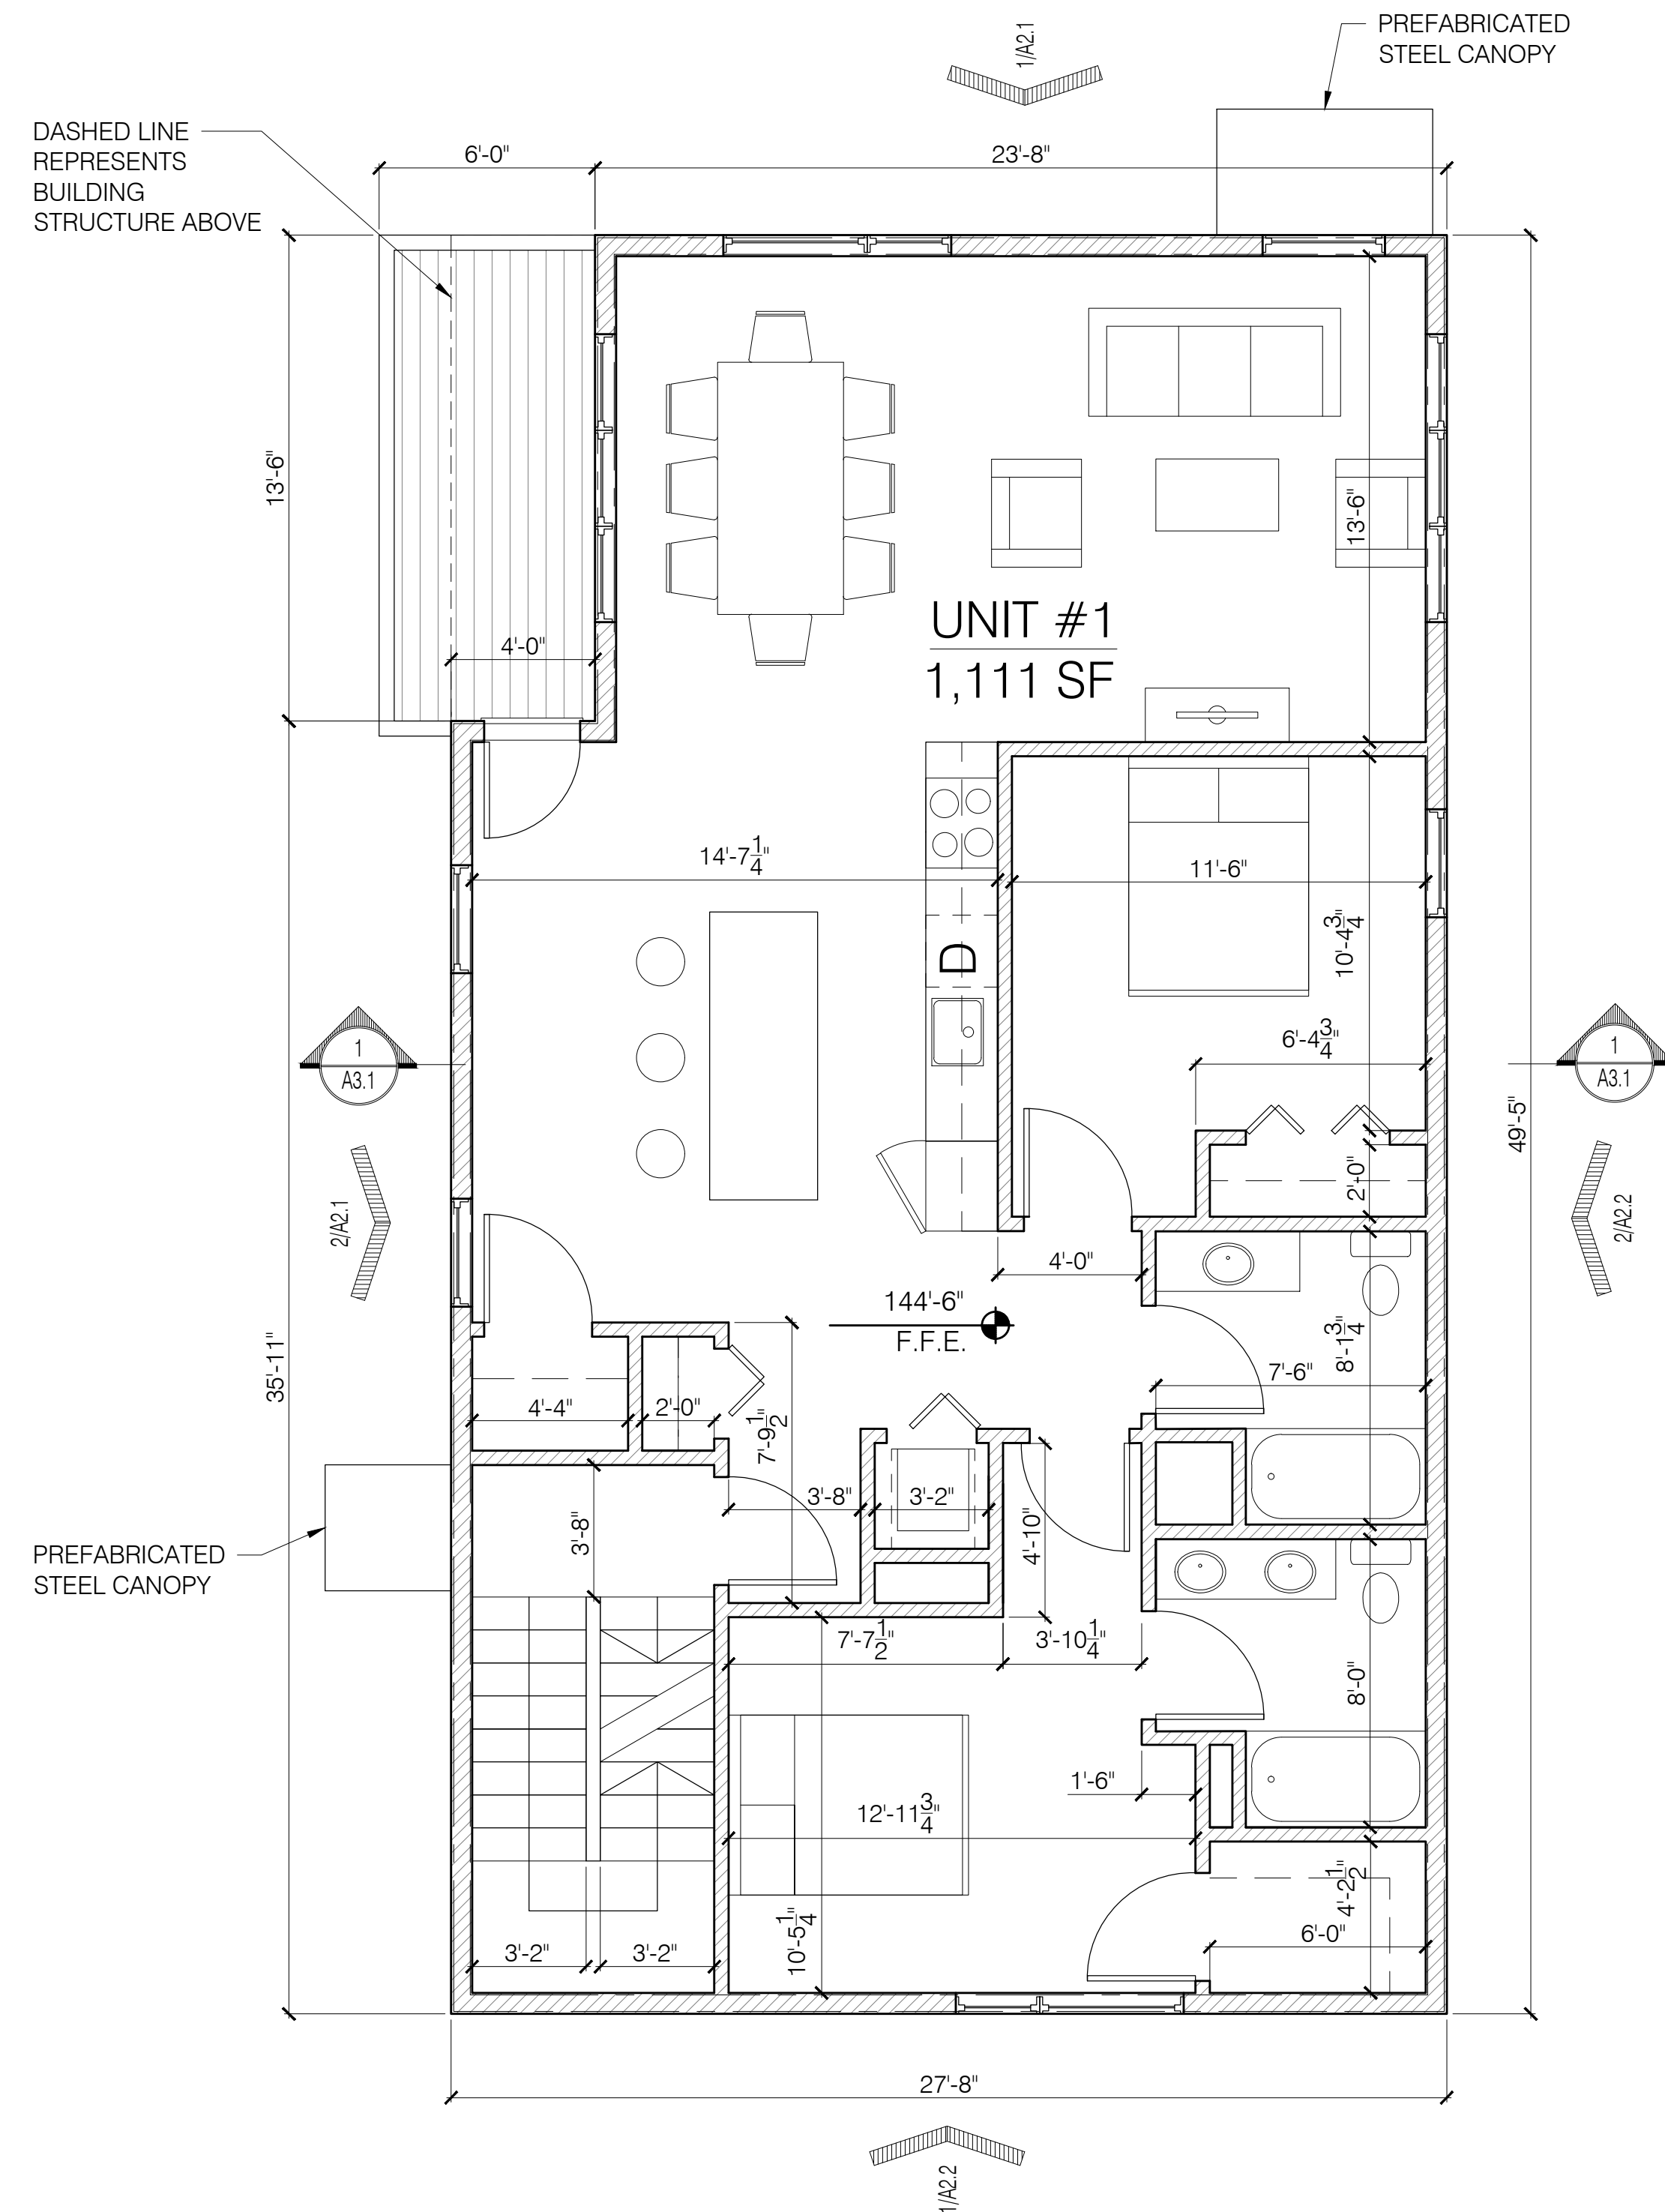 1/A2.1
PREFABRICATED
STEEL CANOPY
DASHED LINE
REPRESENTS
BUILDING
STRUCTURE ABOVE
6'-0"
23'-8"
13'-6"
13'-6"
4'-0"
UNIT #1
1,111 SF
14'-7 1/4"
11'-6"
10'-4 3/4"
D
6'-4 3/4"
1
A3.1
1
A3.1
49'-5"
2'-0"
2/A2.1
2/A2.2
4'-0"
144'-6"
F.F.E.
35'-11"
8'-1 3/4"
7'-6"
4'-4"
2'-0"
7'-9 1/2"
3'-8"
3'-2"
3'-8"
4'-10"
PREFABRICATED
STEEL CANOPY
7'-7 1/2"
3'-10 1/4"
8'-0"
1'-6"
12'-11 3/4"
4'-2 1/2"
10'-5 1/4"
6'-0"
3'-2"
3'-2"
27'-8"
1/A2.2